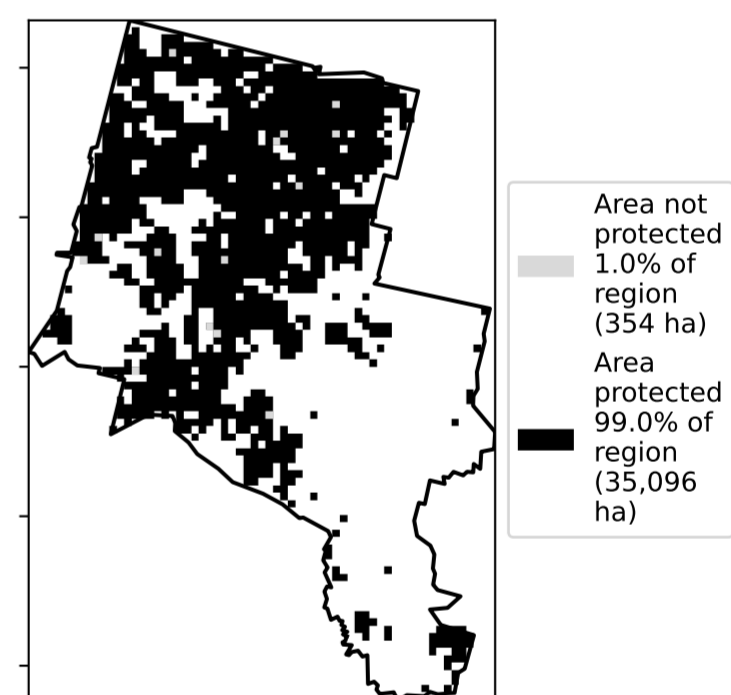 Area not
protected
1.0% of
region
(354 ha)
Area
protected
99.0% of
region
(35,096
ha)